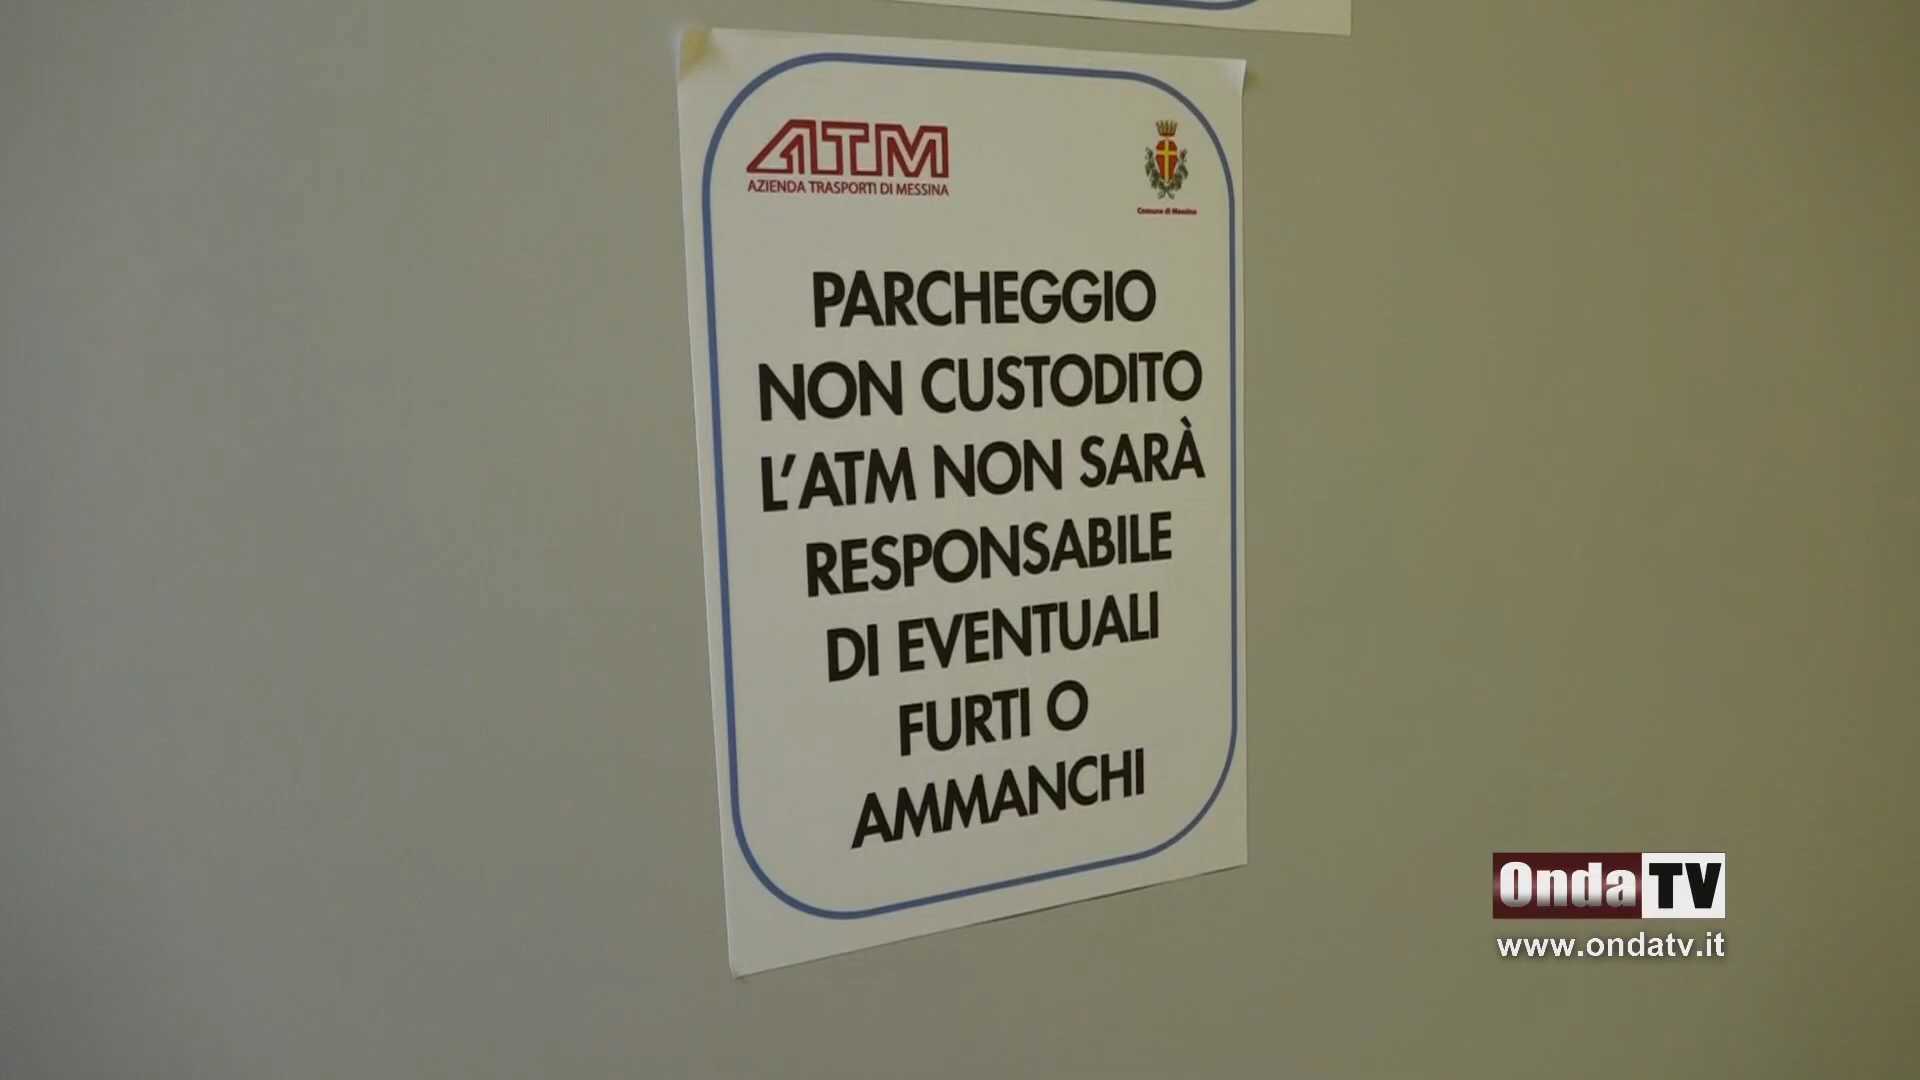 ATM
AZIENDA TRASPORTI DI MESSINA
Comune di Messina
PARCHEGGIO
NON CUSTODITO
L'ATM NON SARÀ
RESPONSABILE
DI EVENTUALI
FURTI O
AMMANCHI
Onda TV
www.ondatv.it